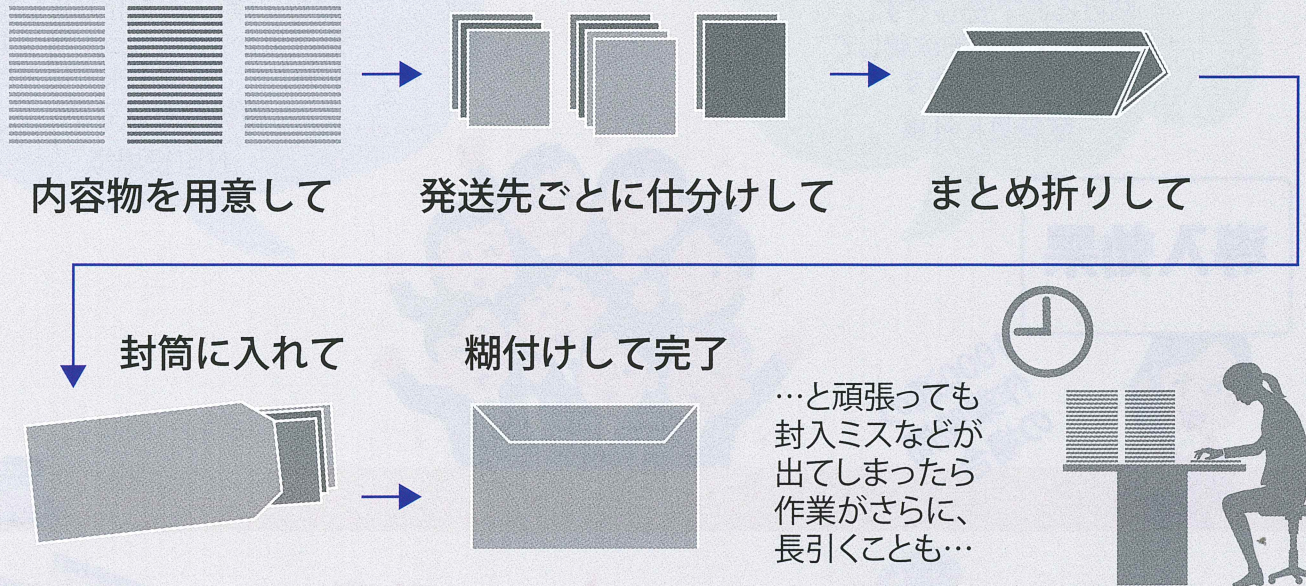 内容物を用意して
発送先ごとに仕分けして
まとめ折りして
封筒に入れて
糊付けして完了
…と頑張っても
封入ミスなどが
出てしまったら
作業がさらに、
長引くことも…